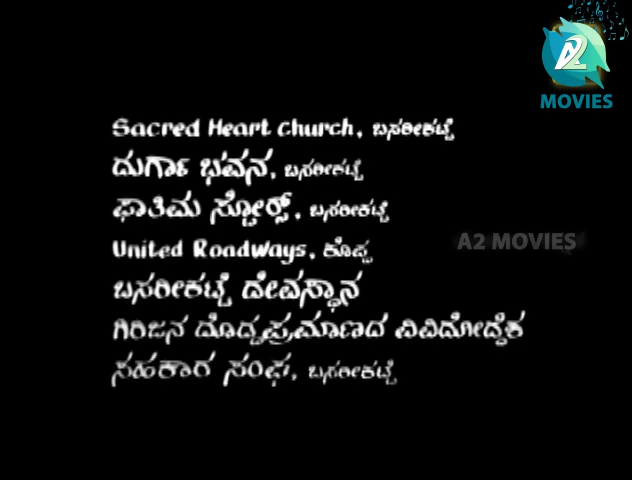 A2
MOVIES
Sacred Heart Church, ಬಸರೀಕಟ್ಟೆ
ದುರ್ಗಾ ಭವನ, ಬಸರೀಕಟ್ಟೆ
ಫಾತಿಮ ಸ್ಟೋರ್ಸ್, ಬಸರೀಕಟ್ಟೆ
United Roadways, ಕೊಪ್ಪ
A2 MOVIES
ಬಸರೀಕಟ್ಟೆ ದೇವಸ್ಥಾನ
ಗಿರಿಜನ ದೊಡ್ಡಪ್ರಮಾಣದ ವಿವಿದೋದ್ದೇಶ
ಸಹಕಾರ ಸಂಘ, ಬಸರೀಕಟ್ಟೆ